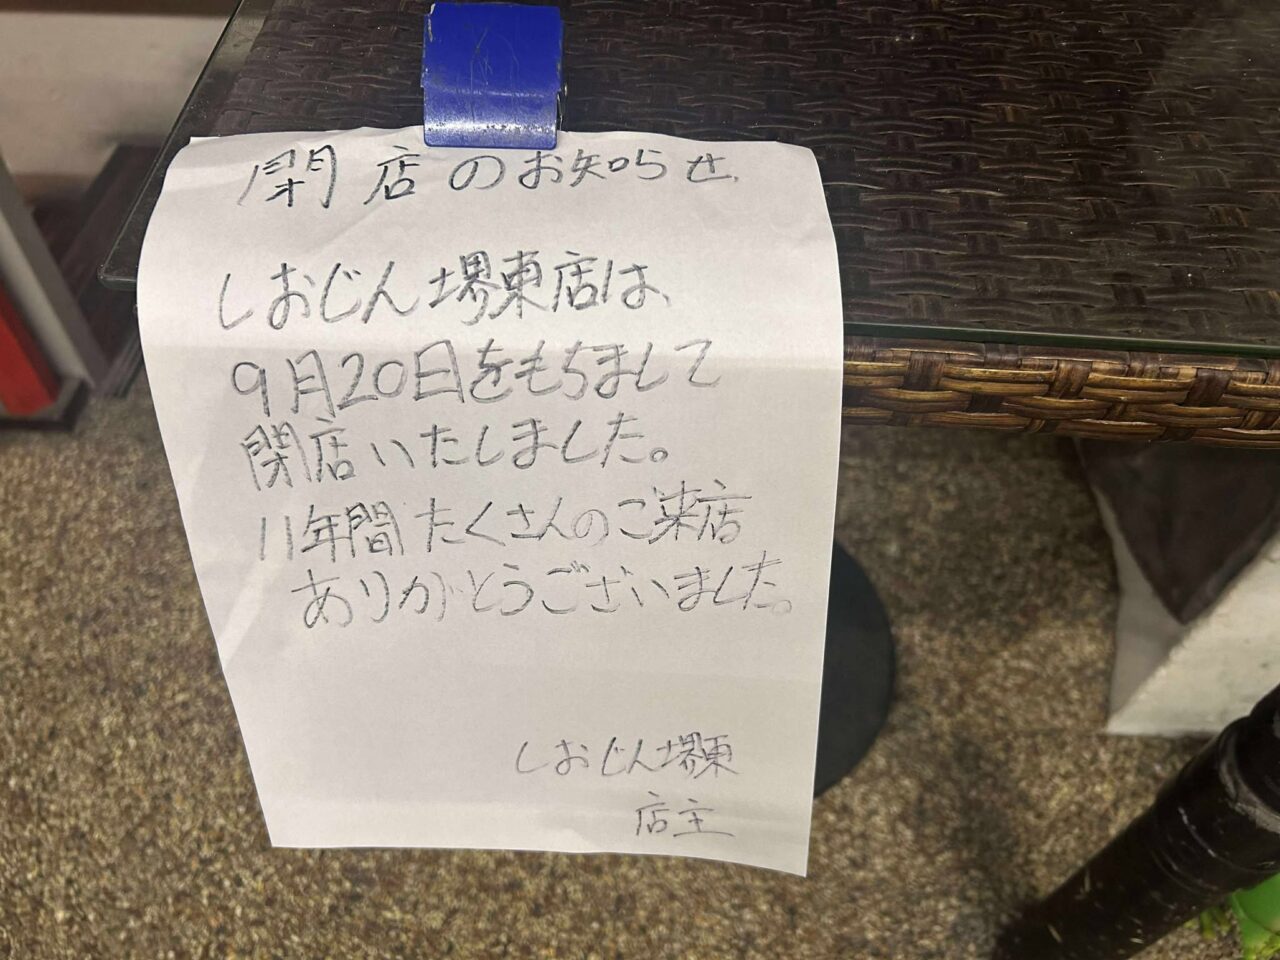 閉店のお知らせ
しおじん堺東店は、
9月20日をもちまして
閉店いたしました。
11年間たくさんのご来店
ありがとうございました。
しおじん堺東
店主